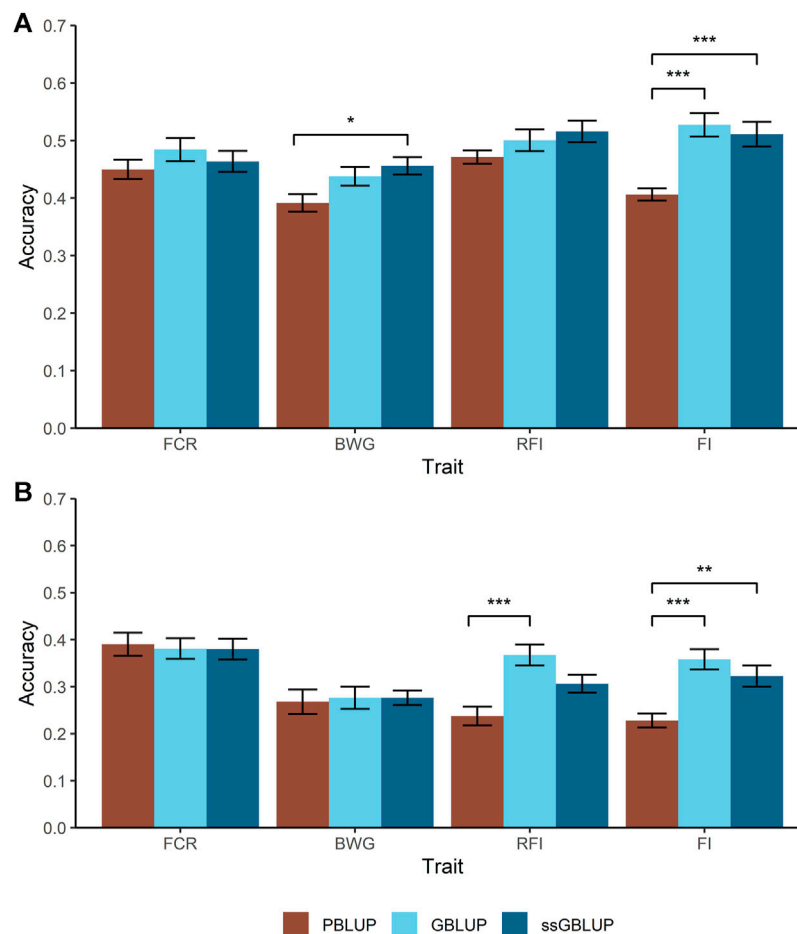 A
0.7
***
0.6
***
*
0.5
0.4
Accuracy
0.3
0.2
0.1
0.0
FCR BWG RFI FI
Trait
B
0.7
0.6
**
0.5
*** ***
0.4
Accuracy
0.3
0.2
0.1
0.0
FCR BWG RFI FI
Trait
PBLUP GBLUP ssGBLUP